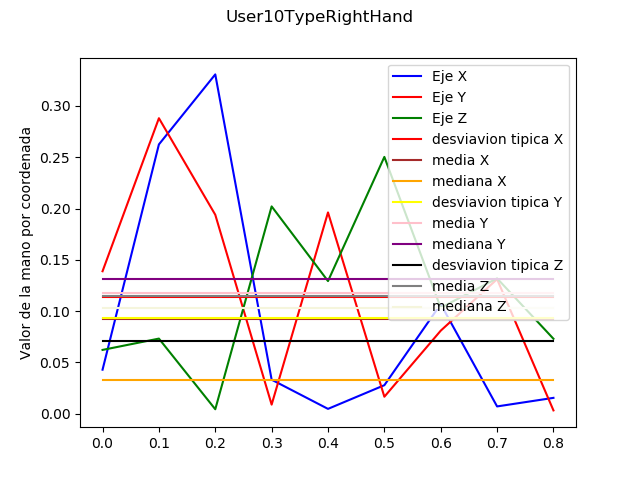 User10TypeRightHand
Valor de la mano por coordenada
0.30
0.25
0.20
0.15
0.10
0.05
0.00
0.0 0.1 0.2 0.3 0.4 0.5 0.6 0.7 0.8
Eje X
Eje Y
Eje Z
desviavion tipica X
media X
mediana X
desviavion tipica Y
media Y
mediana Y
desviavion tipica Z
media Z
mediana Z